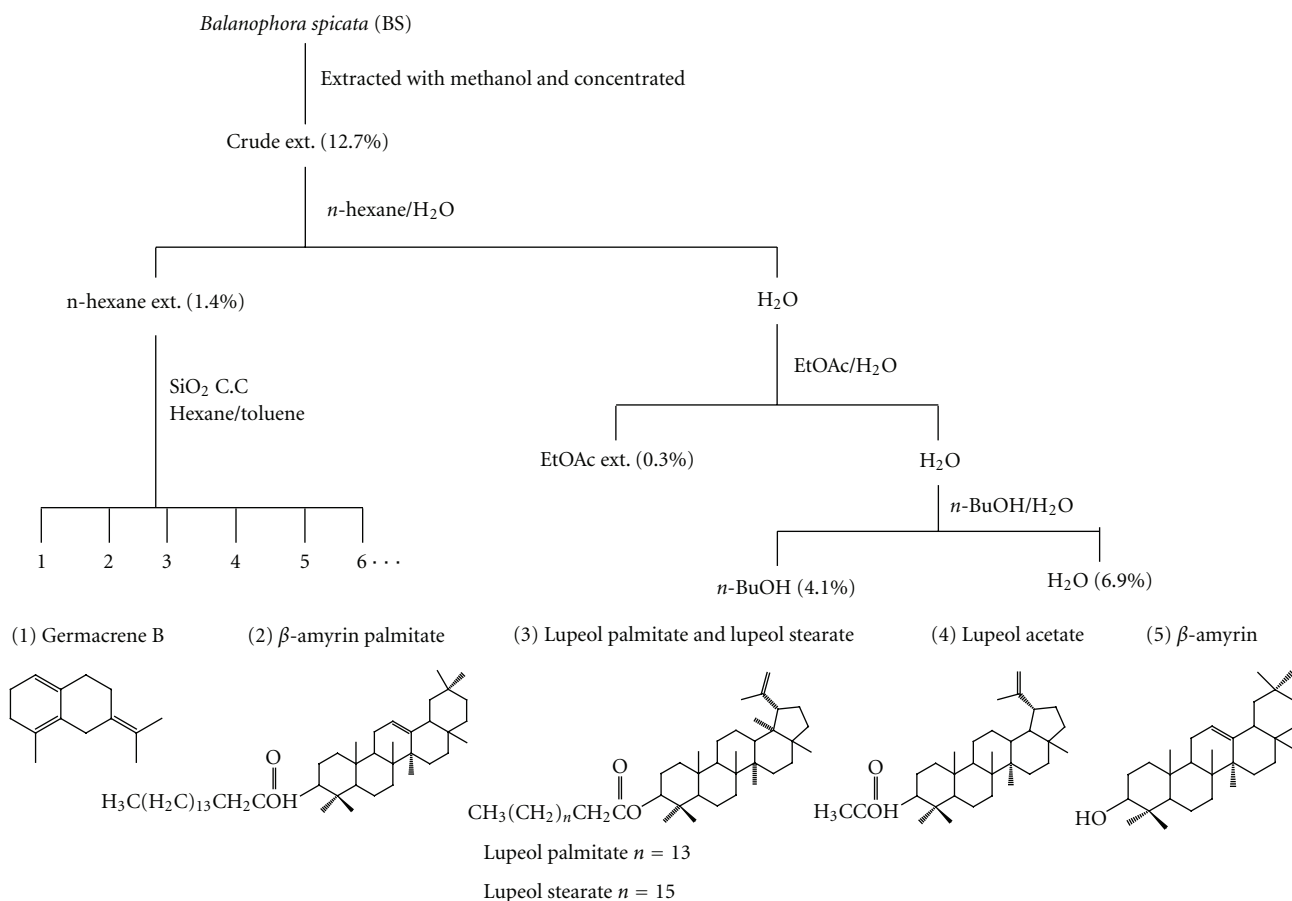 Balanophora spicata (BS)
Extracted with methanol and concentrated
Crude ext. (12.7%)
n-hexane/H₂O
n-hexane ext. (1.4%)
H₂O
EtOAc/H₂O
SiO₂ C.C
Hexane/toluene
EtOAc ext. (0.3%)
H₂O
n-BuOH/H₂O
1 2 3 4 5 6 · · ·
n-BuOH (4.1%)
H₂O (6.9%)
(1) Germacrene B
(2) β-amyrin palmitate
(3) Lupeol palmitate and lupeol stearate
(4) Lupeol acetate
(5) β-amyrin
O
H₃C(H₂C)₁₃CH₂COH
O
CH₃(CH₂)ₙCH₂CO
O
H₃CCOH
HO
Lupeol palmitate n = 13
Lupeol stearate n = 15